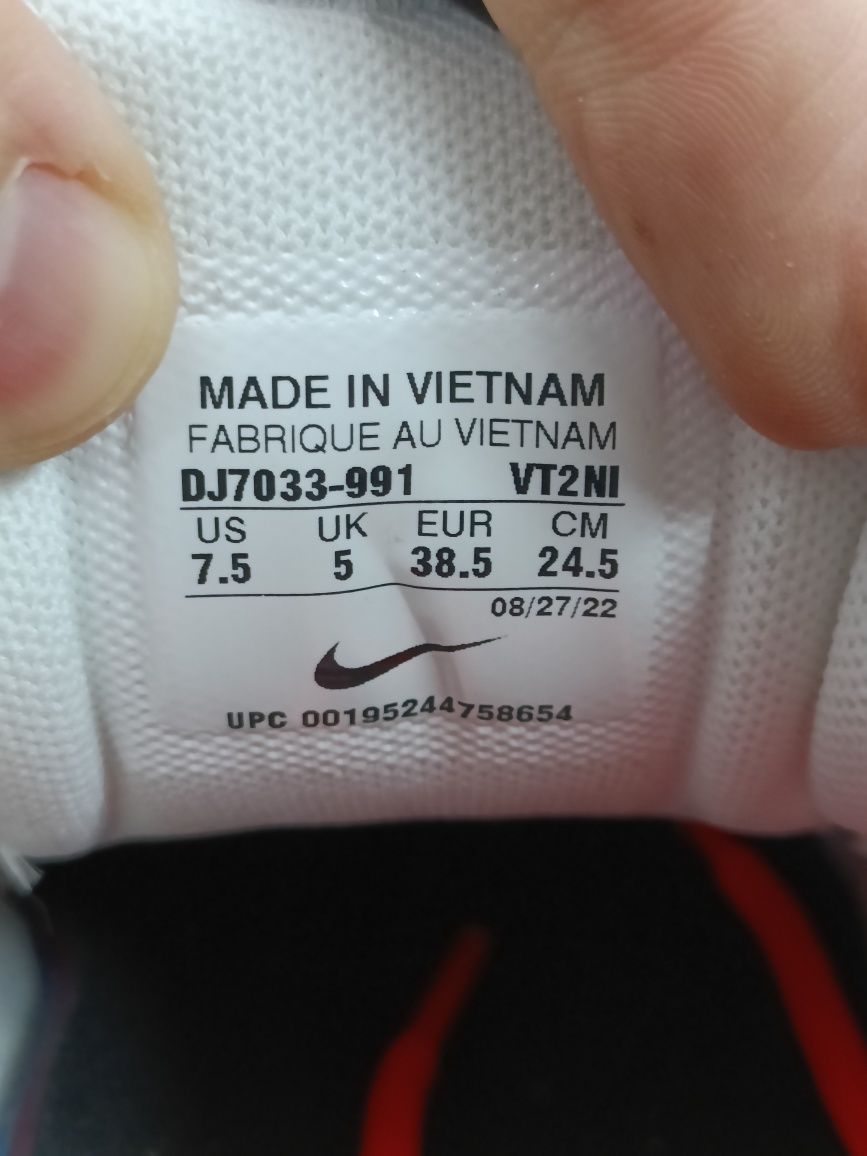 MADE IN VIETNAM
FABRIQUE AU VIETNAM
DJ7033-991 VT2NI
US UK EUR CM
7.5 5 38.5 24.5
08/27/22
UPC 00195244758654